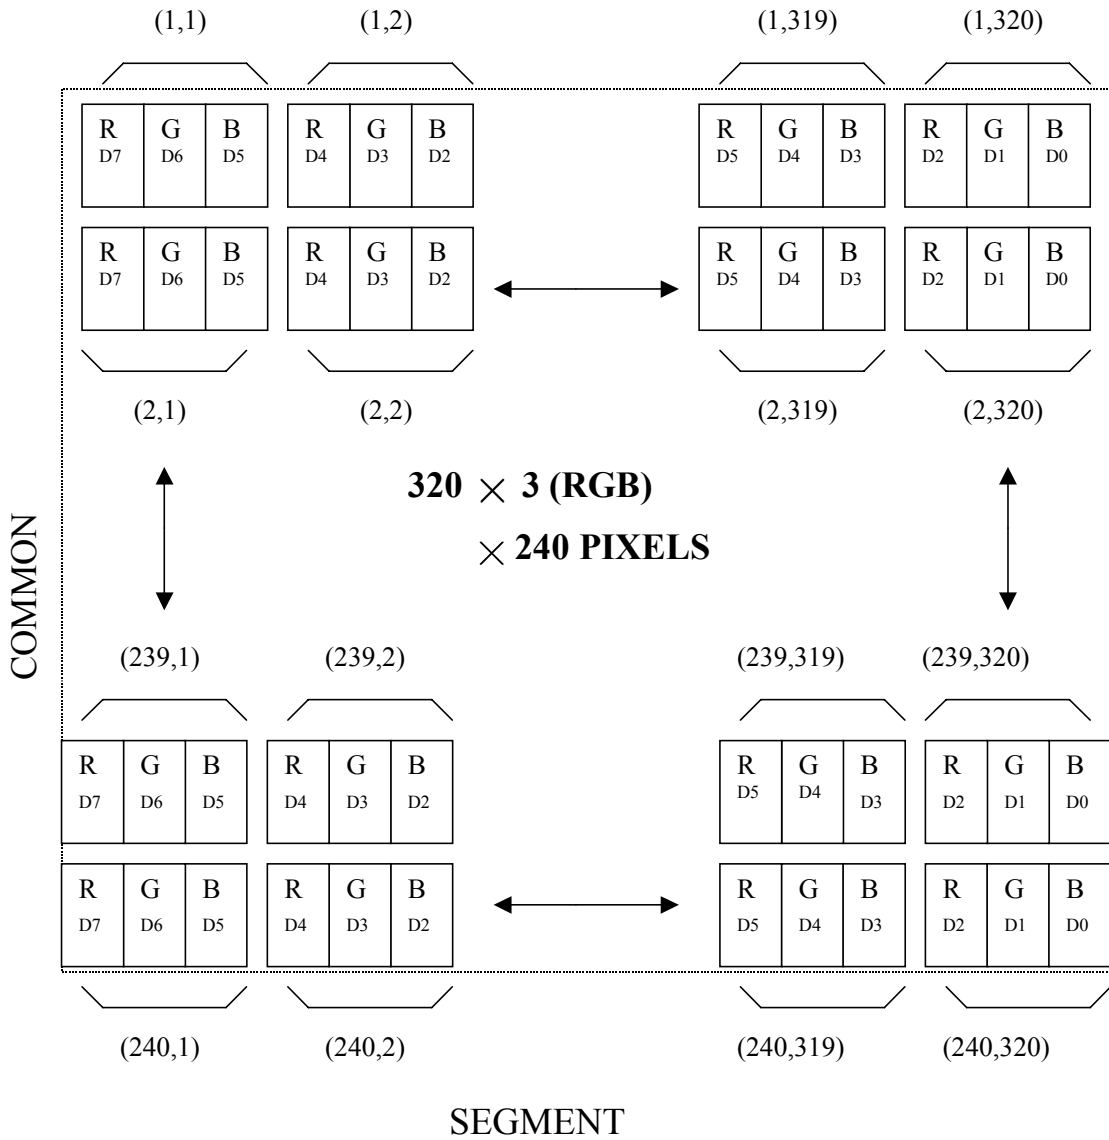 (1,1) (1,2) (1,319) (1,320)
R G B R G B R G B R G B
D7 D6 D5 D4 D3 D2 D5 D4 D3 D2 D1 D0
R G B R G B R G B R G B
D7 D6 D5 D4 D3 D2 D5 D4 D3 D2 D1 D0
(2,1) (2,2) (2,319) (2,320)
320 × 3 (RGB)
× 240 PIXELS
COMMON
(239,1) (239,2) (239,319) (239,320)
R G B R G B R G B R G B
D7 D6 D5 D4 D3 D2 D5 D4 D3 D2 D1 D0
R G B R G B R G B R G B
D7 D6 D5 D4 D3 D2 D5 D4 D3 D2 D1 D0
(240,1) (240,2) (240,319) (240,320)
SEGMENT